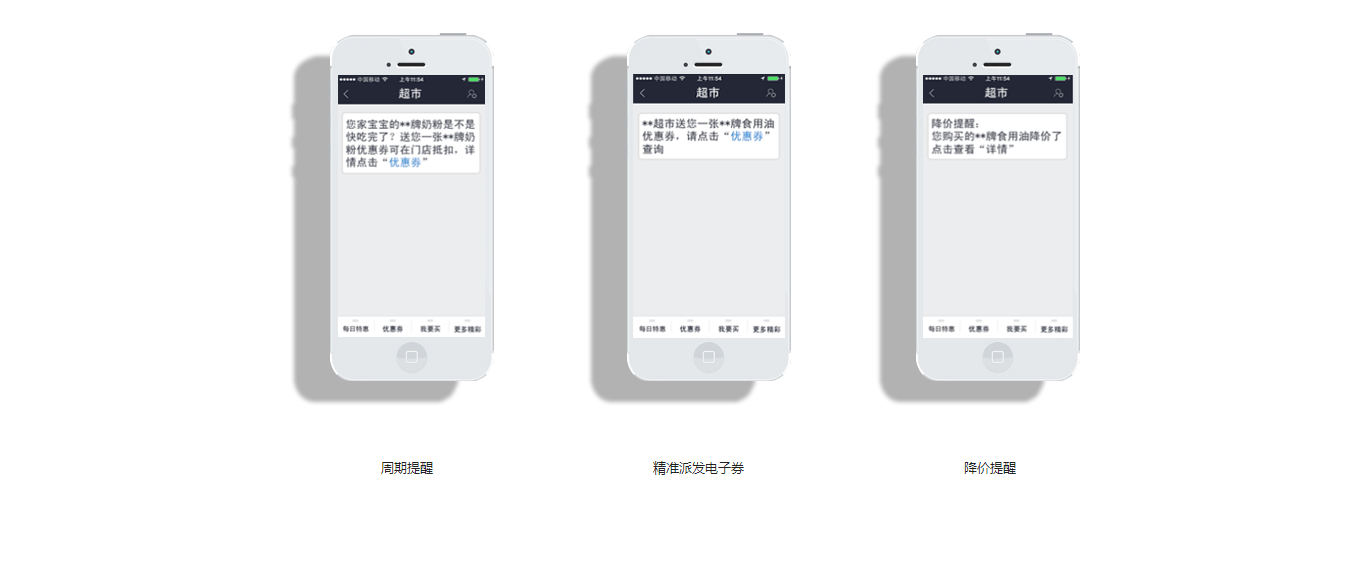 中国移动 上午11:54
超市
您家宝宝的**牌奶粉是不是
快吃完了？送您一张**牌奶
粉优惠券可在门店抵扣，详
情点击“优惠券”
每日特惠 优惠券 我要买 更多精彩
周期提醒
中国移动 上午11:54
超市
**超市送您一张**牌食用油
优惠券，请点击“优惠券”
查询
每日特惠 优惠券 我要买 更多精彩
精准派发电子券
中国移动 上午11:54
超市
降价提醒：
您购买的**牌食用油降价了
点击查看“详情”
每日特惠 优惠券 我要买 更多精彩
降价提醒